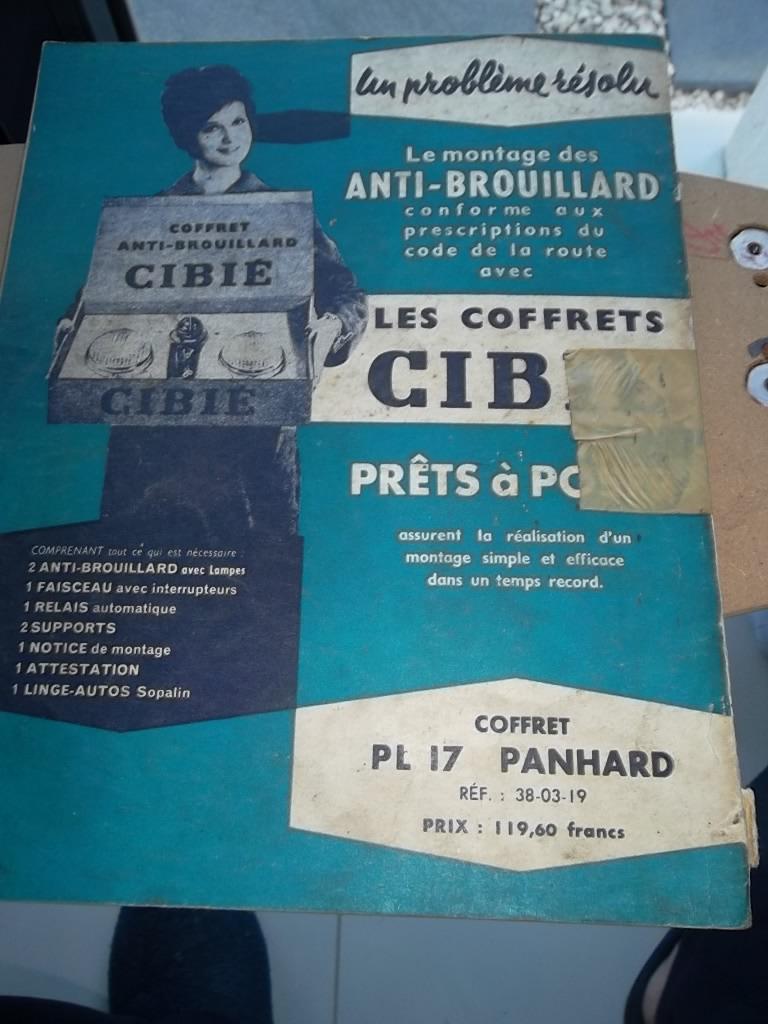 Un problème résolu
Le montage des
ANTI-BROUILLARD
conforme aux
prescriptions du
code de la route
avec
COFFRET
ANTI-BROUILLARD
CIBIÉ
CIBIÉ
LES COFFRETS
CIB
PRÊTS à PO
assurent la réalisation d'un
montage simple et efficace
dans un temps record.
COMPRENANT tout ce qui est nécessaire :
2 ANTI-BROUILLARD avec Lampes
1 FAISCEAU avec interrupteurs
1 RELAIS automatique
2 SUPPORTS
1 NOTICE de montage
1 ATTESTATION
1 LINGE-AUTOS Sopalin
COFFRET
PL 17 PANHARD
RÉF. : 38-03-19
PRIX : 119,60 francs